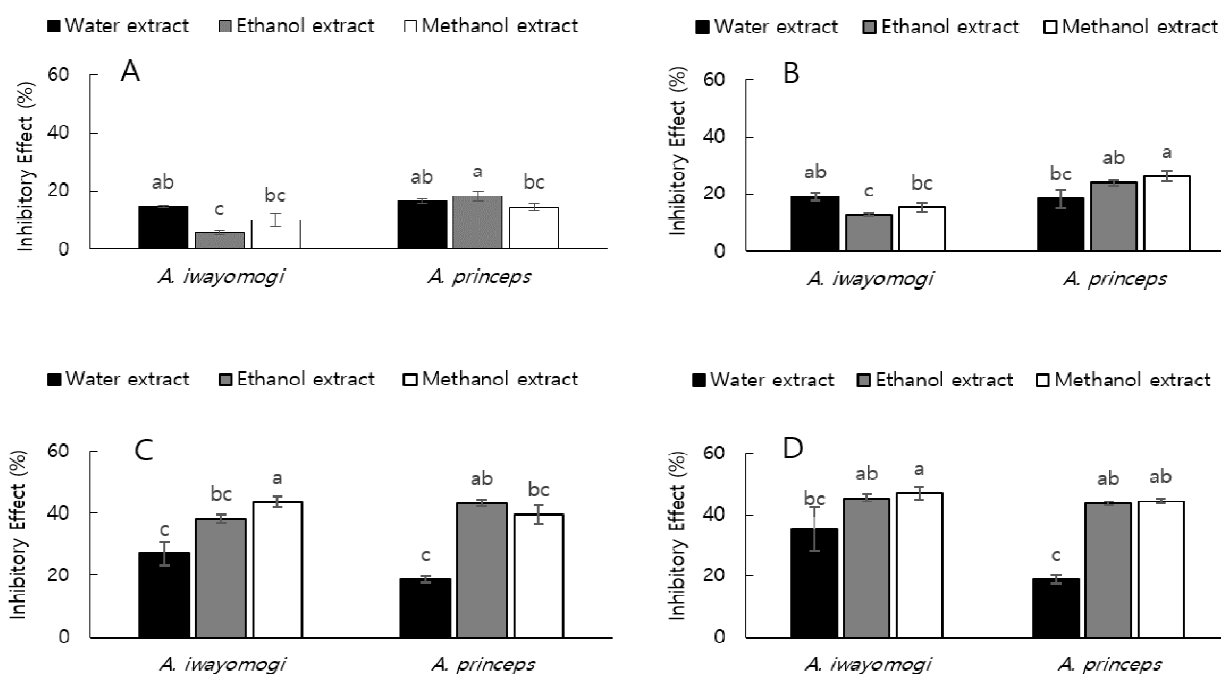 Water extract Ethanol extract Methanol extract
A
Inhibitory Effect (%)
60
40
20
0
ab
c
bc
ab
a
bc
A. iwayomogi
A. princeps
Water extract Ethanol extract Methanol extract
B
Inhibitory Effect (%)
60
40
20
0
ab
c
bc
bc
ab
a
A. iwayomogi
A. princeps
Water extract Ethanol extract Methanol extract
C
Inhibitory Effect (%)
60
40
20
0
c
bc
a
c
ab
bc
A. iwayomogi
A. princeps
Water extract Ethanol extract Methanol extract
D
Inhibitory Effect (%)
60
40
20
0
bc
ab
a
c
ab
ab
A. iwayomogi
A. princeps